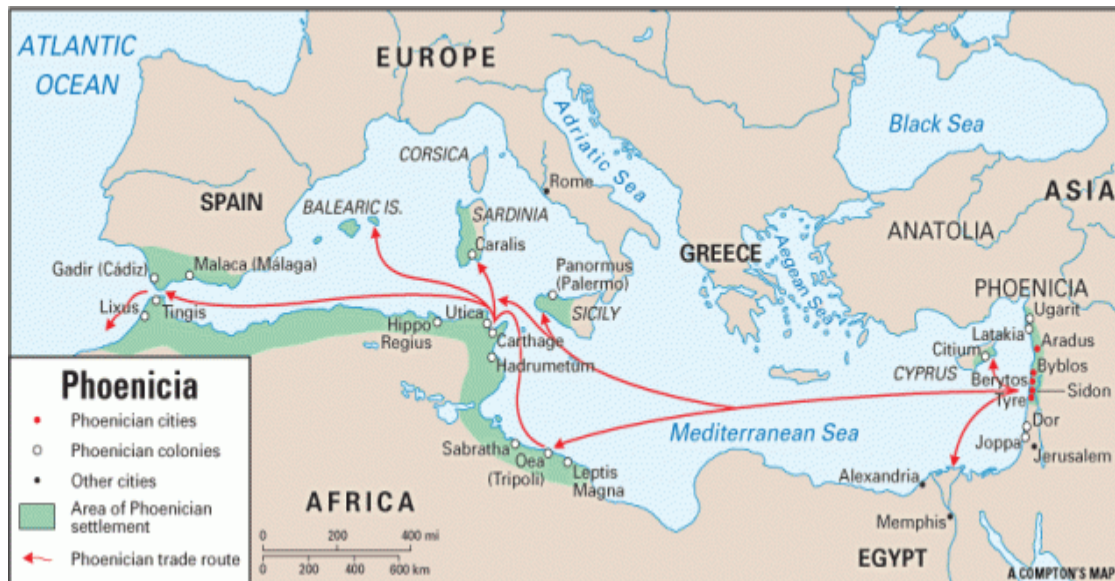 ATLANTIC
OCEAN
EUROPE
Black Sea
Adriatic Sea
CORSICA
Rome
ASIA
SPAIN
BALEARIC IS.
SARDINIA
ANATOLIA
GREECE
Aegean Sea
Caralis
Gadir (Cádiz)
Malaca (Málaga)
Panormus
(Palermo)
PHOENICIA
Lixus
Tingis
Utica
SICILY
Ugarit
Hippo
Regius
Carthage
Latakia
Aradus
Hadrumetum
Citium
Byblos
CYPRUS
Berytos
Sidon
Tyre
Mediterranean Sea
Dor
Joppa
Jerusalem
Sabratha
Oea
(Tripoli)
Leptis
Magna
Alexandria
Memphis
AFRICA
EGYPT
Phoenicia
Phoenician cities
Phoenician colonies
Other cities
Area of Phoenician
settlement
Phoenician trade route
0 200 400 mi
0 200 400 600 km
A COMPTON'S MAP